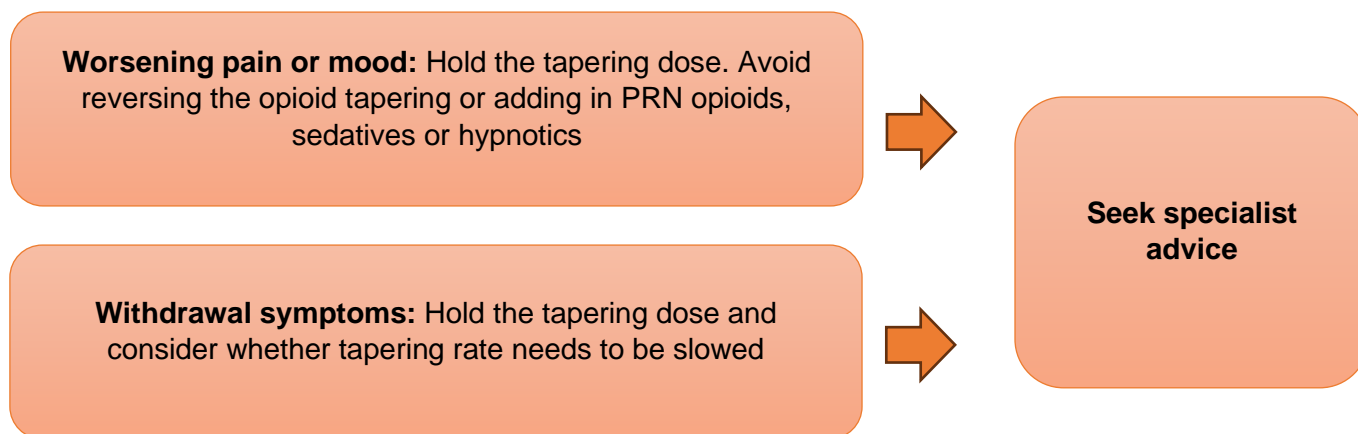 Worsening pain or mood: Hold the tapering dose. Avoid
reversing the opioid tapering or adding in PRN opioids,
sedatives or hypnotics
Seek specialist
advice
Withdrawal symptoms: Hold the tapering dose and
consider whether tapering rate needs to be slowed